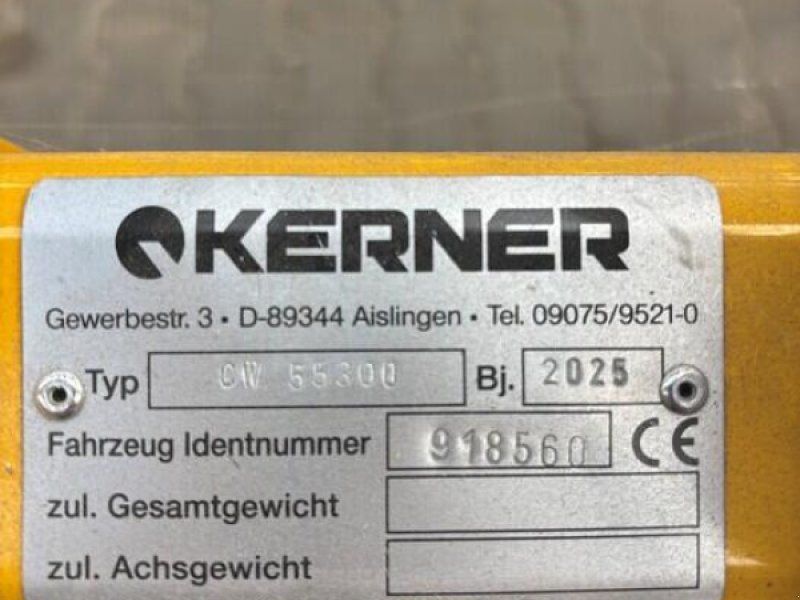 KERNER
Gewerbestr. 3 • D-89344 Aislingen • Tel. 09075/9521-0
Typ CW 55300 Bj. 2025
Fahrzeug Identnummer 918560 CE
zul. Gesamtgewicht
zul. Achsgewicht